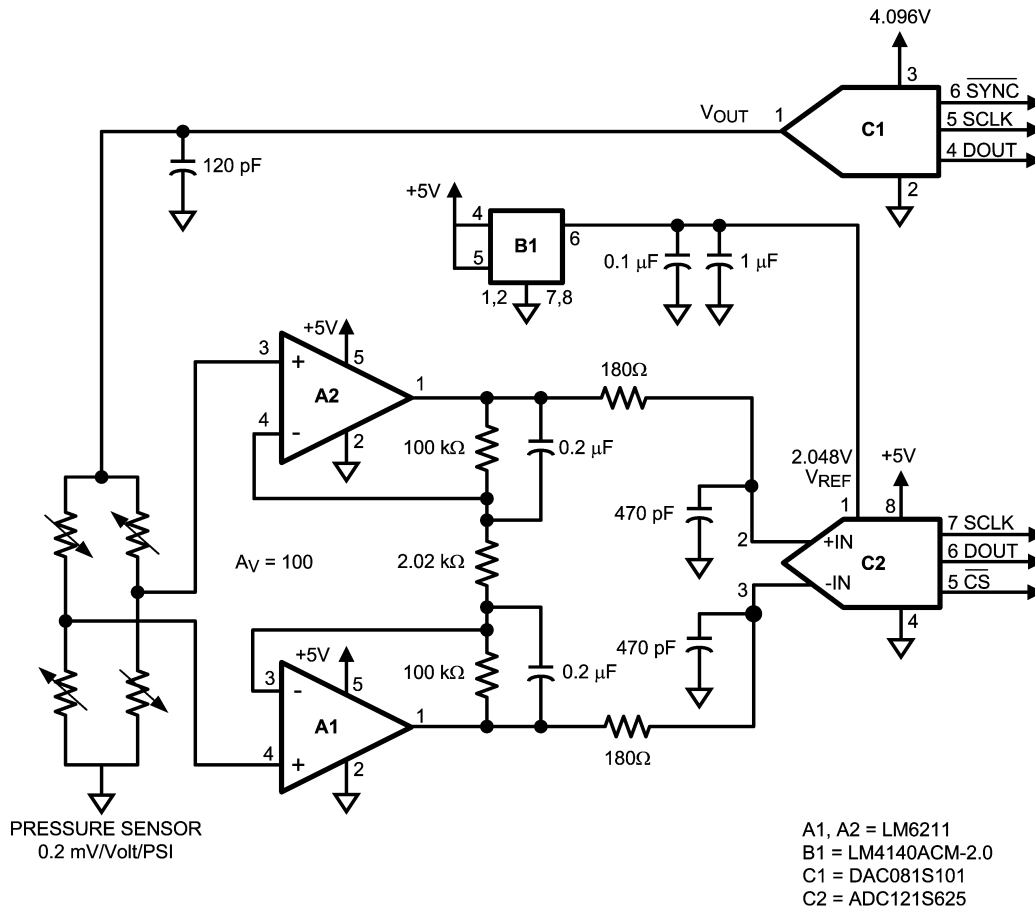 4.096V
3
6 SYNC
VOUT
1
C1
5 SCLK
4 DOUT
120 pF
2
+5V
4
B1
6
5
0.1 µF
1 µF
1,2
7,8
+5V
3
+
5
180Ω
A2
1
4
-
2
100 kΩ
0.2 µF
2.048V
VREF
+5V
1
8
470 pF
7 SCLK
2
+IN
6 DOUT
AV = 100
2.02 kΩ
C2
-IN
5 CS
3
4
+5V
470 pF
3
-
5
100 kΩ
0.2 µF
A1
1
4
+
2
180Ω
PRESSURE SENSOR
0.2 mV/Volt/PSI
A1, A2 = LM6211
B1 = LM4140ACM-2.0
C1 = DAC081S101
C2 = ADC121S625